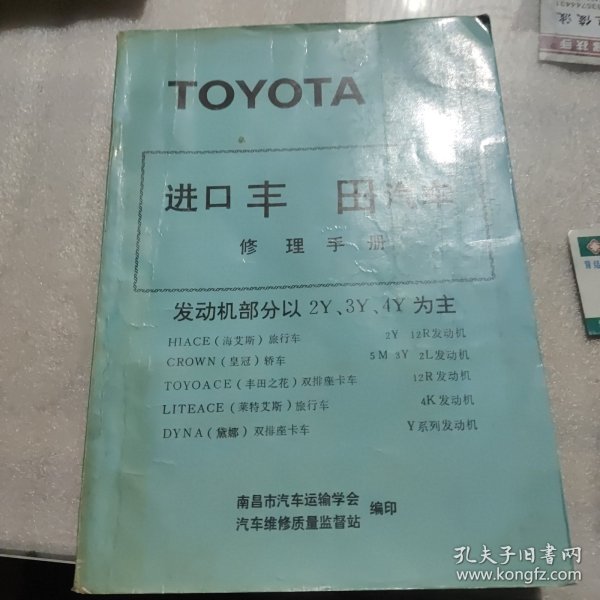 TOYOTA
进口丰 田汽车
修理手册
发动机部分以 2Y、3Y、4Y 为主
HIACE(海艾斯)旅行车 2Y 12R发动机
CROWN(皇冠)轿车 5M 3Y 2L发动机
TOYOACE(丰田之花)双排座卡车 12R发动机
LITEACE(莱特艾斯)旅行车 4K发动机
DYNA(黛娜)双排座卡车 Y系列发动机
南昌市汽车运输学会
汽车维修质量监督站 编印
孔夫子旧书网
www.kongfz.com